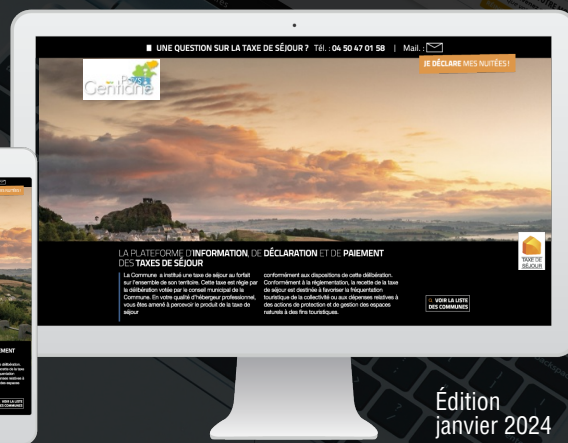 UNE QUESTION SUR LA TAXE DE SÉJOUR ? Tél. : 04 50 47 01 58 | Mail. :
JE DÉCLARE MES NUITÉES !
Gentiane
LA PLATEFORME D'INFORMATION, DE DÉCLARATION ET DE PAIEMENT
DES TAXES DE SÉJOUR
La Commune a institué une taxe de séjour au forfait
sur l'ensemble de son territoire. Cette taxe est régie par
la délibération votée par le conseil municipal de la
Commune. En votre qualité d'hébergeur professionnel,
vous êtes amené à percevoir le produit de la taxe de
séjour
conformément aux dispositions de cette délibération.
Conformément à la réglementation, la recette de la taxe
de séjour est destinée à favoriser la fréquentation
touristique de la collectivité ou aux dépenses relatives à
des actions de protection et de gestion des espaces
naturels à des fins touristiques.
TAXE DE
SÉJOUR
VOIR LA LISTE
DES COMMUNES
Édition
janvier 2024